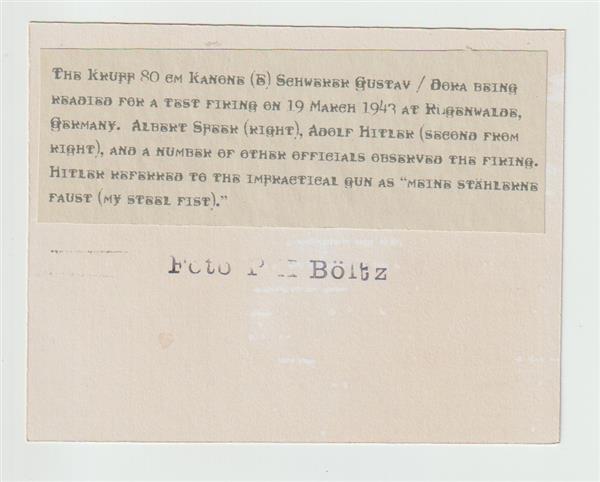 The Krupp 80 cm Kanone (E) Schwerer Gustav / Dora being
readied for a test firing on 19 March 1943 at Rügenwalde,
Germany. Albert Speer (right), Adolf Hitler (second from
right), and a number of other officials observed the firing.
Hitler referred to the impractical gun as “meine stählerne
faust (my steel fist).”
Foto P H Böltz